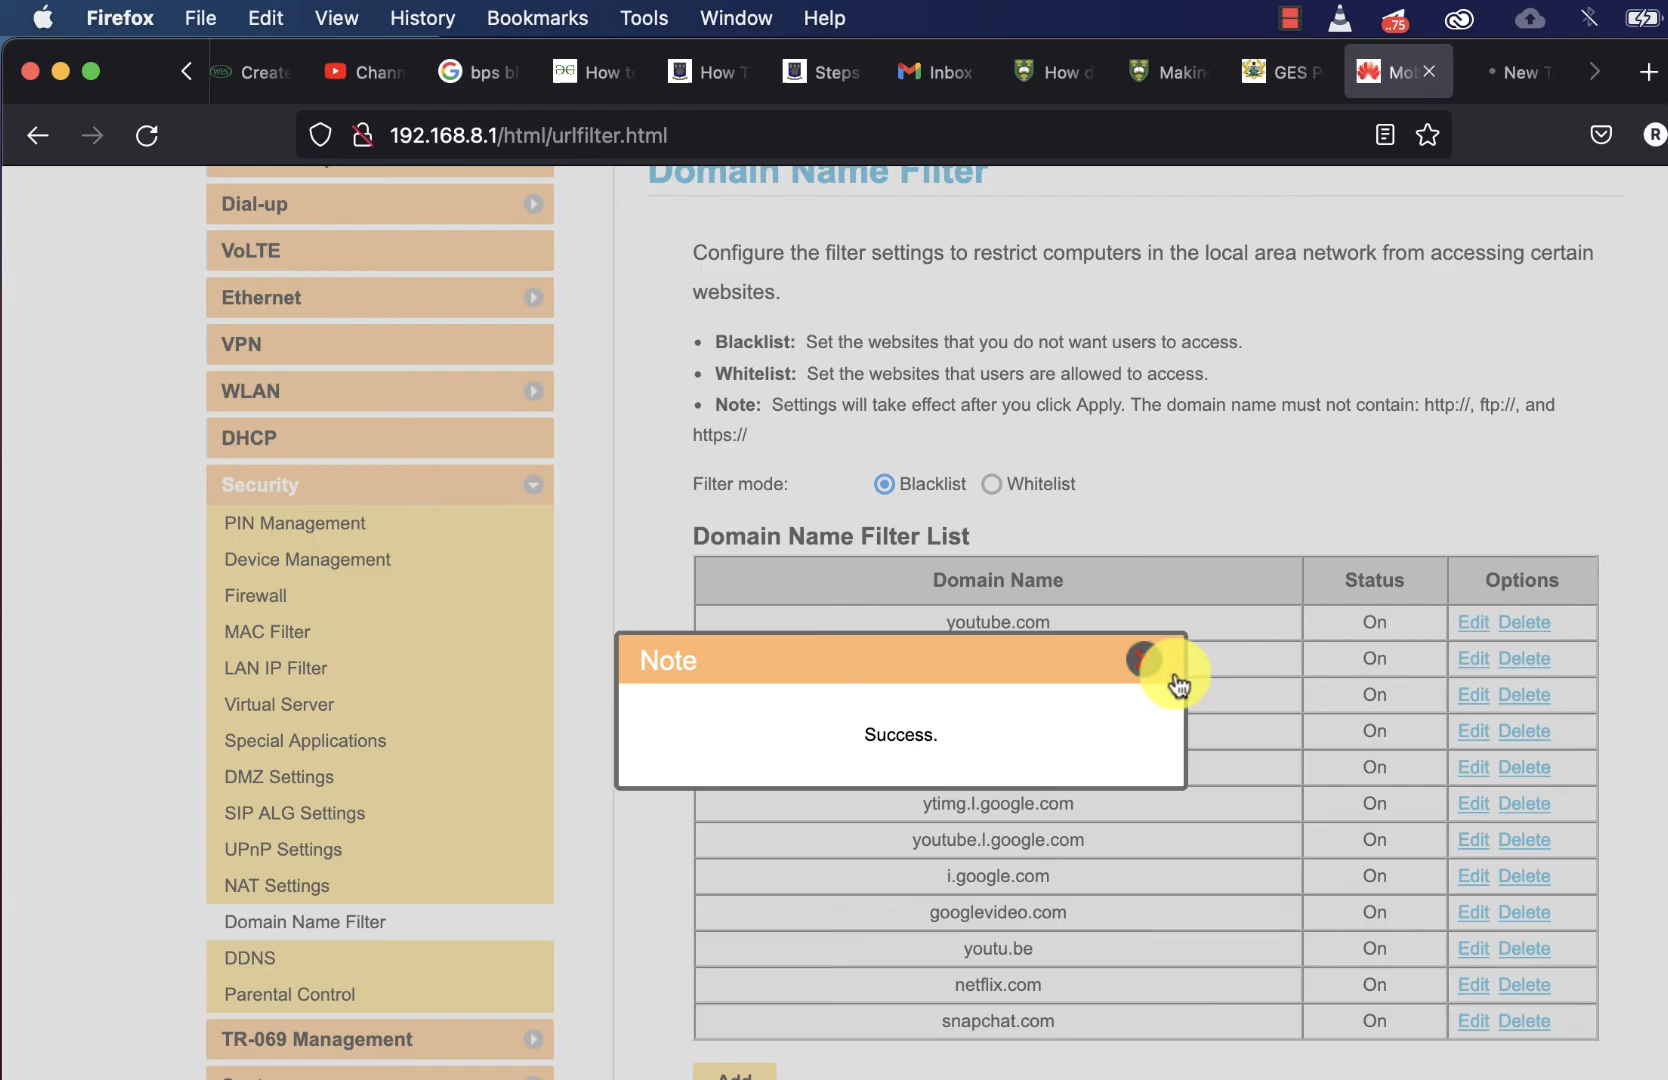 Firefox File Edit View History Bookmarks Tools Window Help
.75
Create Chann bps bl How to How T Steps Inbox How d Makin GES P Mo New T
192.168.8.1/html/urlfilter.html
R
Domain Name Filter
Dial-up
VoLTE
Ethernet
VPN
WLAN
DHCP
Security
PIN Management
Device Management
Firewall
MAC Filter
LAN IP Filter
Virtual Server
Special Applications
DMZ Settings
SIP ALG Settings
UPnP Settings
NAT Settings
Domain Name Filter
DDNS
Parental Control
TR-069 Management
Configure the filter settings to restrict computers in the local area network from accessing certain
websites.
• Blacklist: Set the websites that you do not want users to access.
• Whitelist: Set the websites that users are allowed to access.
• Note: Settings will take effect after you click Apply. The domain name must not contain: http://, ftp://, and
https://
Filter mode: Blacklist Whitelist
Domain Name Filter List
Domain Name Status Options
youtube.com On Edit Delete
On Edit Delete
On Edit Delete
On Edit Delete
On Edit Delete
ytimg.l.google.com On Edit Delete
youtube.l.google.com On Edit Delete
i.google.com On Edit Delete
googlevideo.com On Edit Delete
youtu.be On Edit Delete
netflix.com On Edit Delete
snapchat.com On Edit Delete
Add
Note
Success.